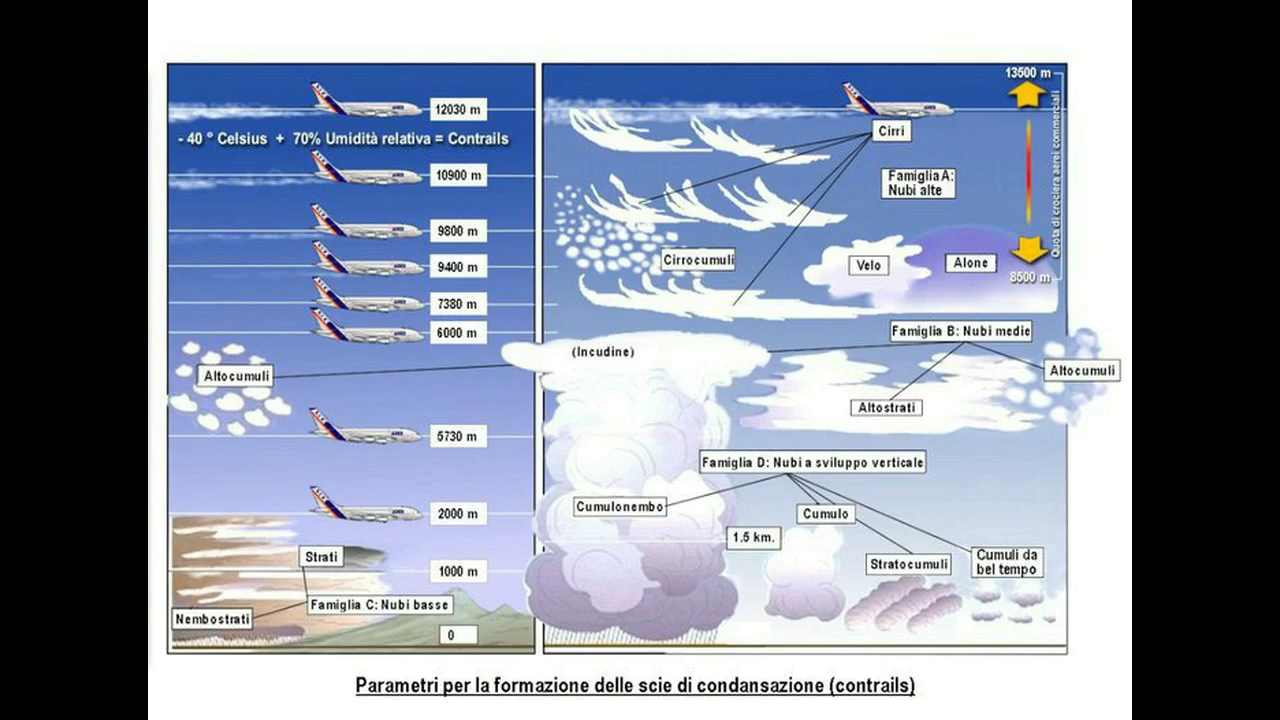 12030 m
- 40 ° Celsius + 70% Umidità relativa = Contrails
10900 m
9800 m
9400 m
7380 m
6000 m
Altocumuli
5730 m
2000 m
Strati
1000 m
Famiglia C: Nubi basse
Nembostrati
0
13500 m
Quota di crociera aerei commerciali
Cirri
Famiglia A:
Nubi alte
Cirrocumuli
Velo
Alone
8500 m
Famiglia B: Nubi medie
(Incudine)
Altocumuli
Altostrati
Famiglia D: Nubi a sviluppo verticale
Cumulonembo
Cumulo
1.5 km.
Stratocumuli
Cumuli da
bel tempo
Parametri per la formazione delle scie di condansazione (contrails)